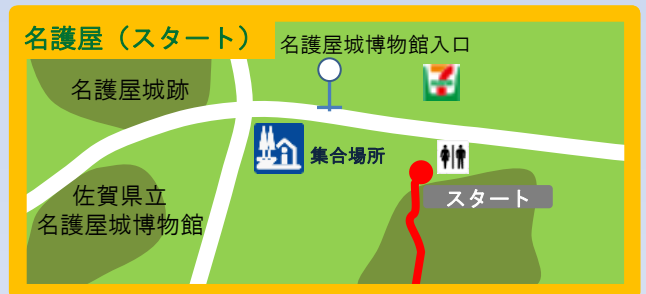 名護屋（スタート）
名護屋城博物館入口
名護屋城跡
7
集合場所
佐賀県立
名護屋城博物館
スタート